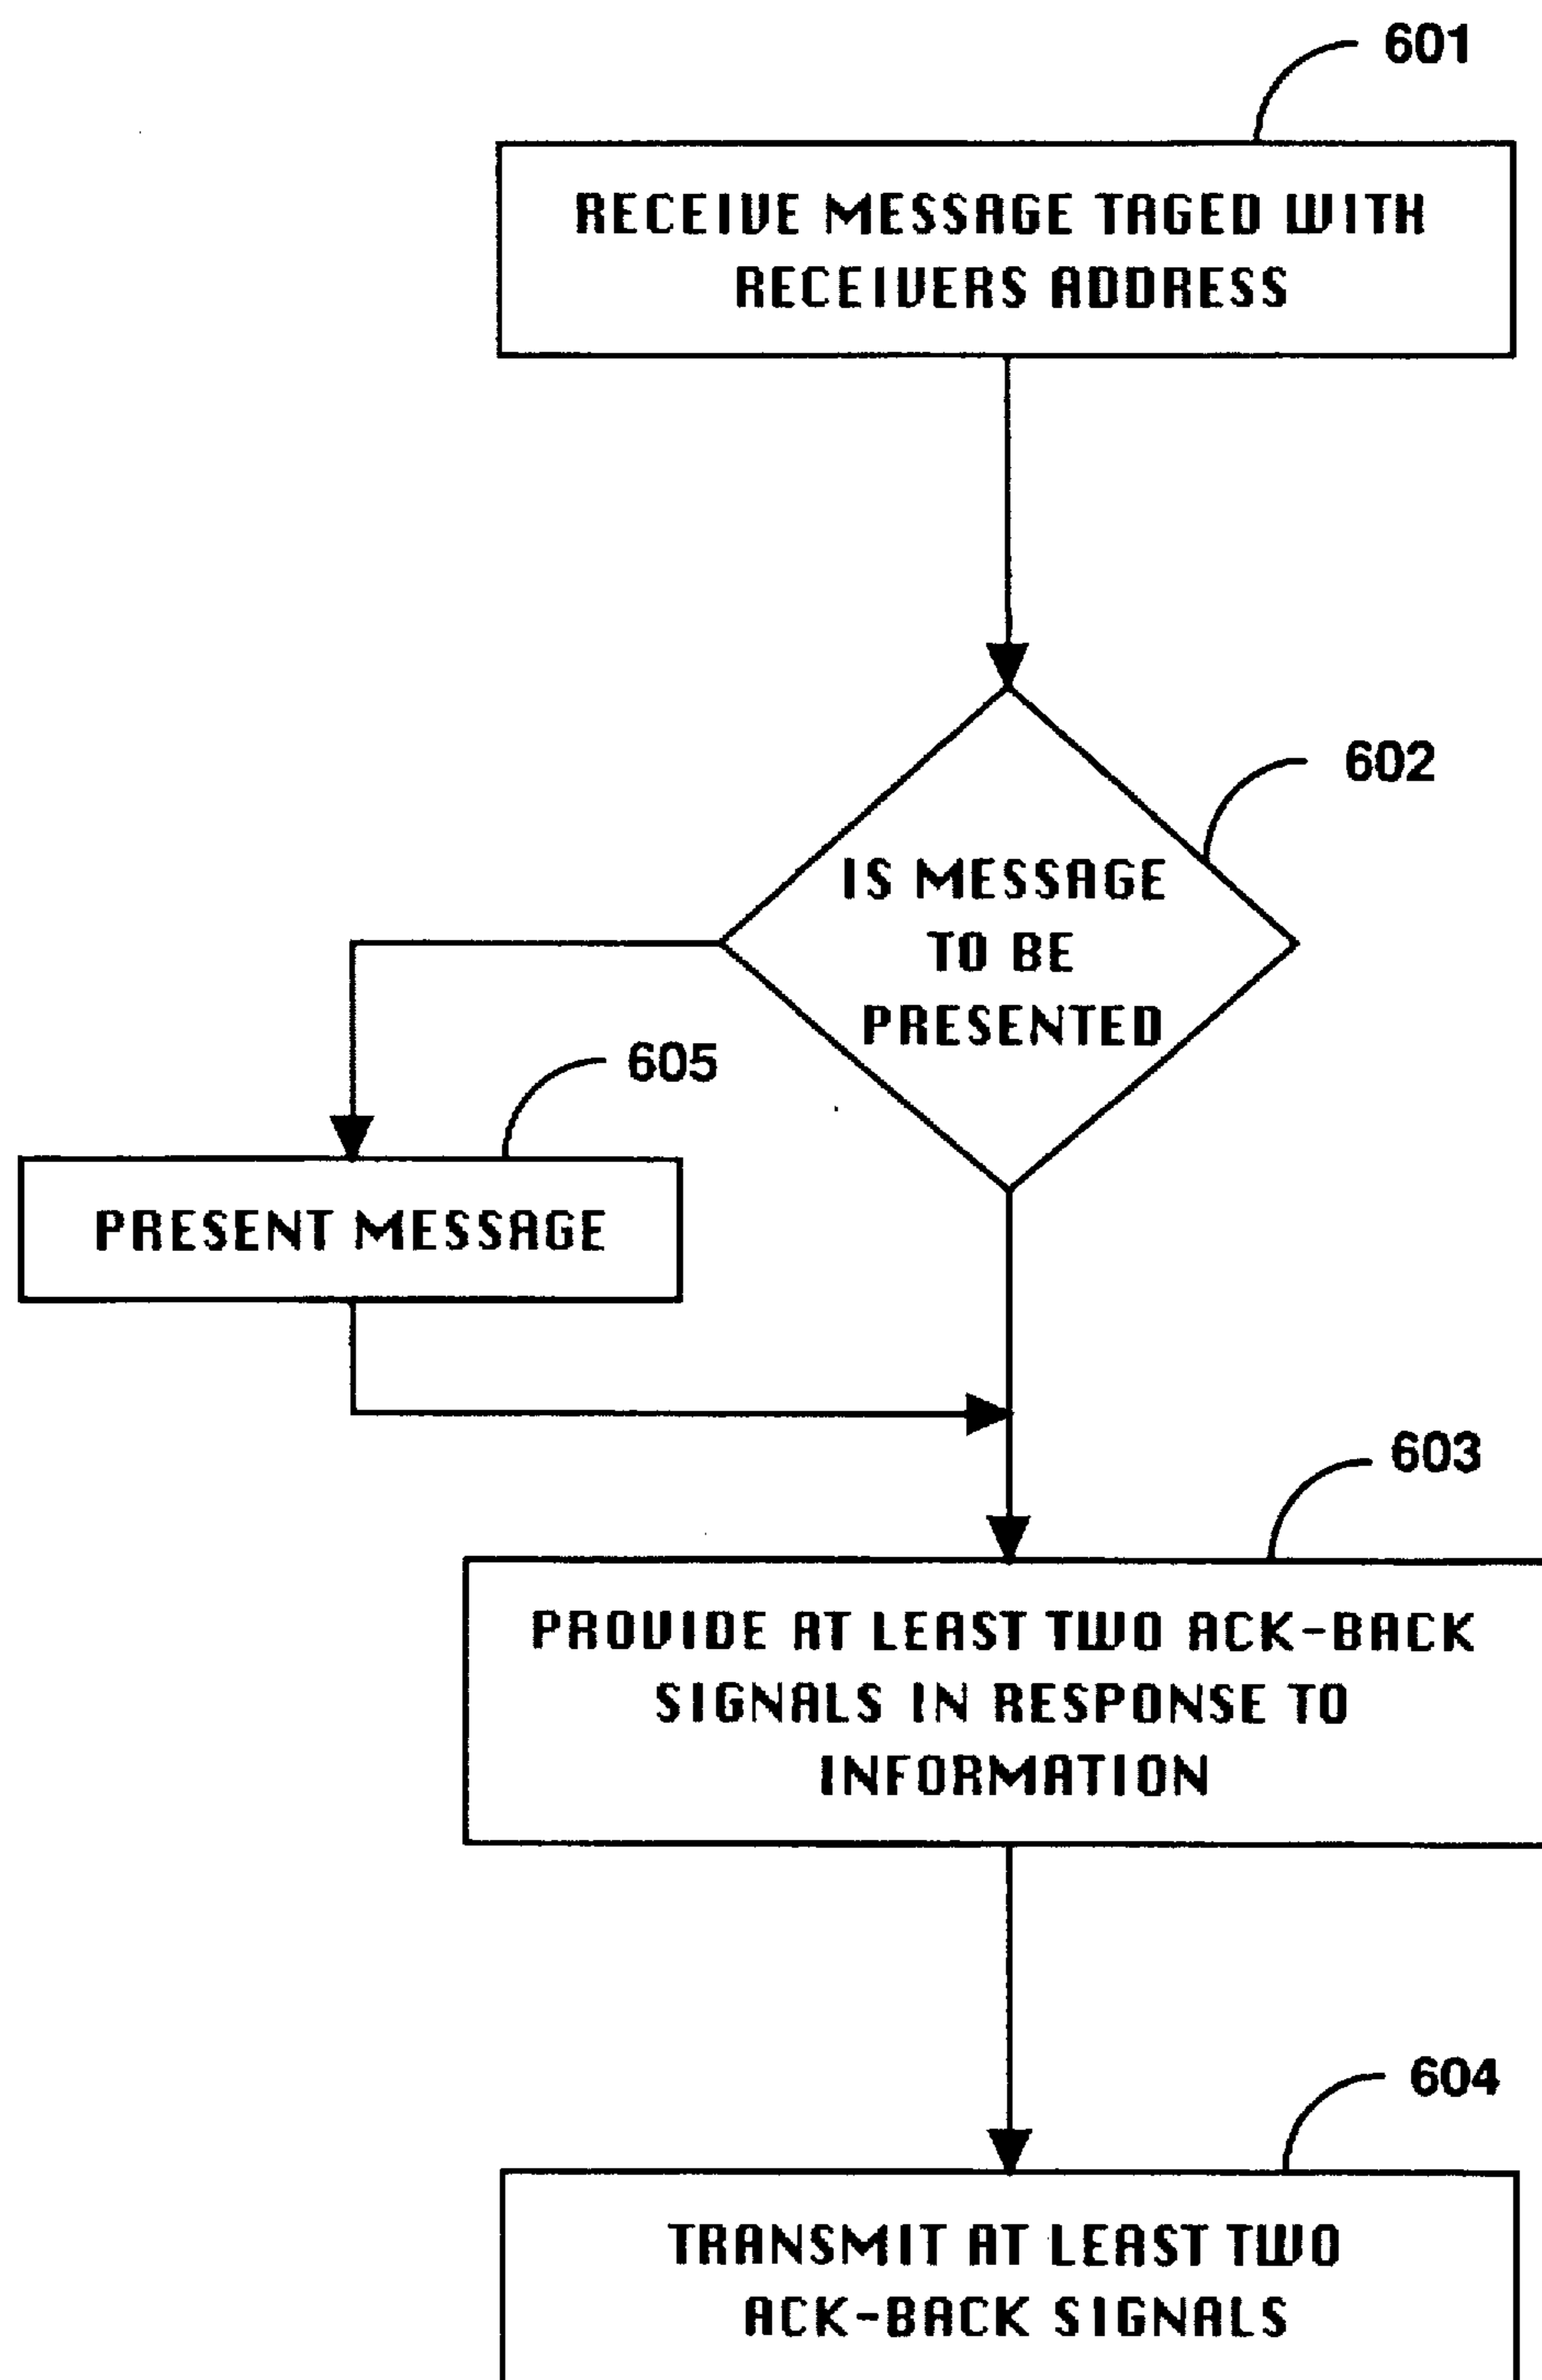 601
RECEIVE MESSAGE TAGED WITH
RECEIVERS ADDRESS
602
IS MESSAGE
TO BE
PRESENTED
605
PRESENT MESSAGE
603
PROVIDE AT LEAST TWO ACK-BACK
SIGNALS IN RESPONSE TO
INFORMATION
604
TRANSMIT AT LEAST TWO
ACK-BACK SIGNALS